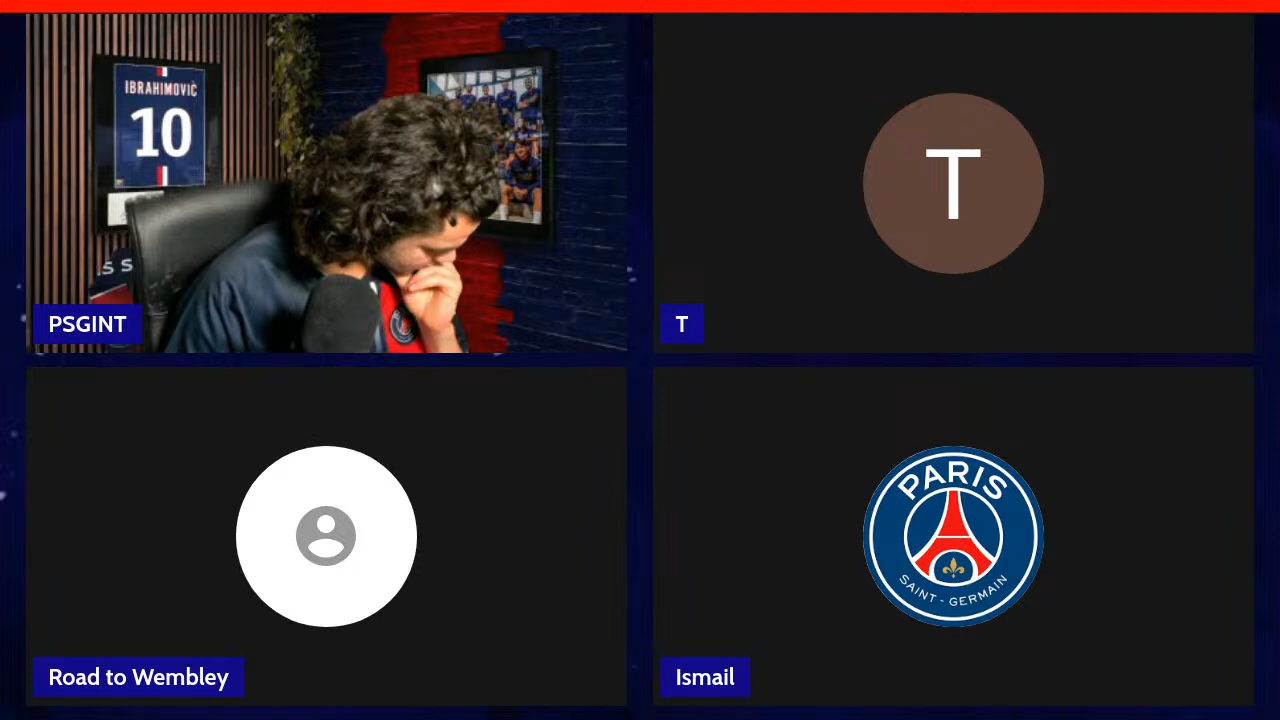 IBRAHIMOVIĆ
10
PSGINT
T
T
Road to Wembley
PARIS
SAINT - GERMAIN
Ismail